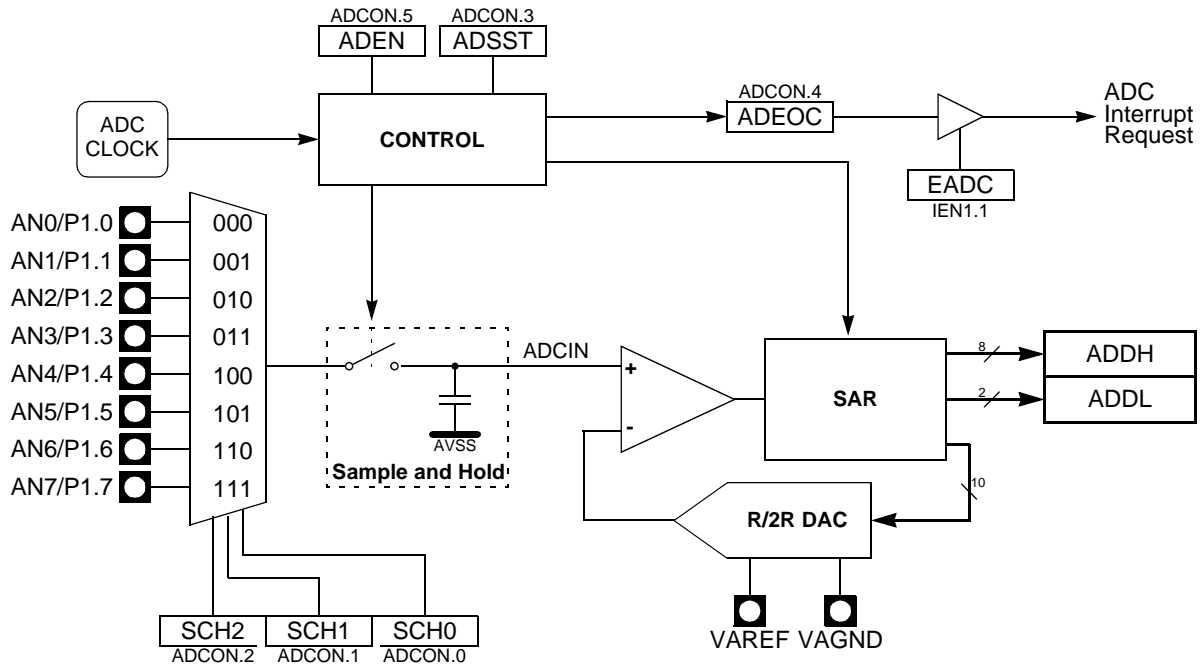 ADCON.5
ADEN
ADCON.3
ADSST
ADC
CLOCK
CONTROL
ADCON.4
ADEOC
ADC
Interrupt
Request
EADC
IEN1.1
AN0/P1.0
000
AN1/P1.1
001
AN2/P1.2
010
AN3/P1.3
011
AN4/P1.4
100
AN5/P1.5
101
AN6/P1.6
110
AN7/P1.7
111
AVSS
Sample and Hold
ADCIN
+
-
SAR
8
ADDH
2
ADDL
10
R/2R DAC
VAREF
VAGND
SCH2
SCH1
SCH0
ADCON.2
ADCON.1
ADCON.0